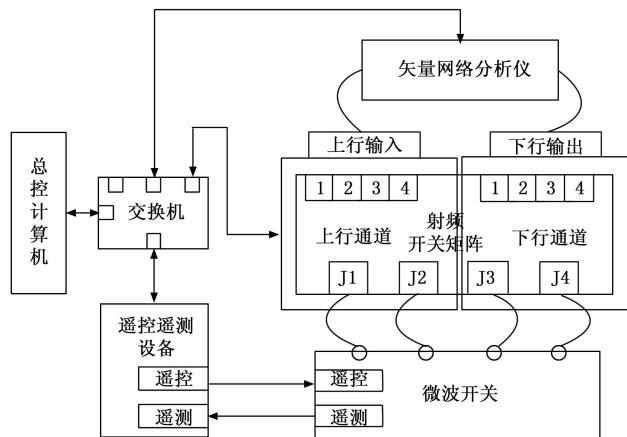 矢量网络分析仪
上行输入
下行输出
总控计算机
交换机
1 2 3 4
1 2 3 4
上行通道
射频开关矩阵
下行通道
J1
J2
J3
J4
遥控遥测
设备
遥控
遥测
遥控
遥测
微波开关